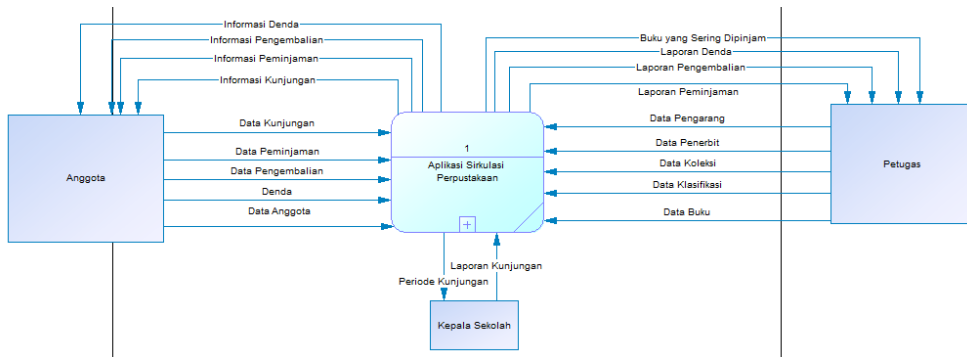 Informasi Denda
Informasi Pengembalian
Informasi Peminjaman
Informasi Kunjungan
Buku yang Sering Dipinjam
Laporan Denda
Laporan Pengembalian
Laporan Peminjaman
Anggota
Data Kunjungan
Data Peminjaman
Data Pengembalian
Denda
Data Anggota
1
Aplikasi Sirkulasi
Perpustakaan
Data Pengarang
Data Penerbit
Data Koleksi
Data Klasifikasi
Data Buku
Petugas
Laporan Kunjungan
Periode Kunjungan
Kepala Sekolah